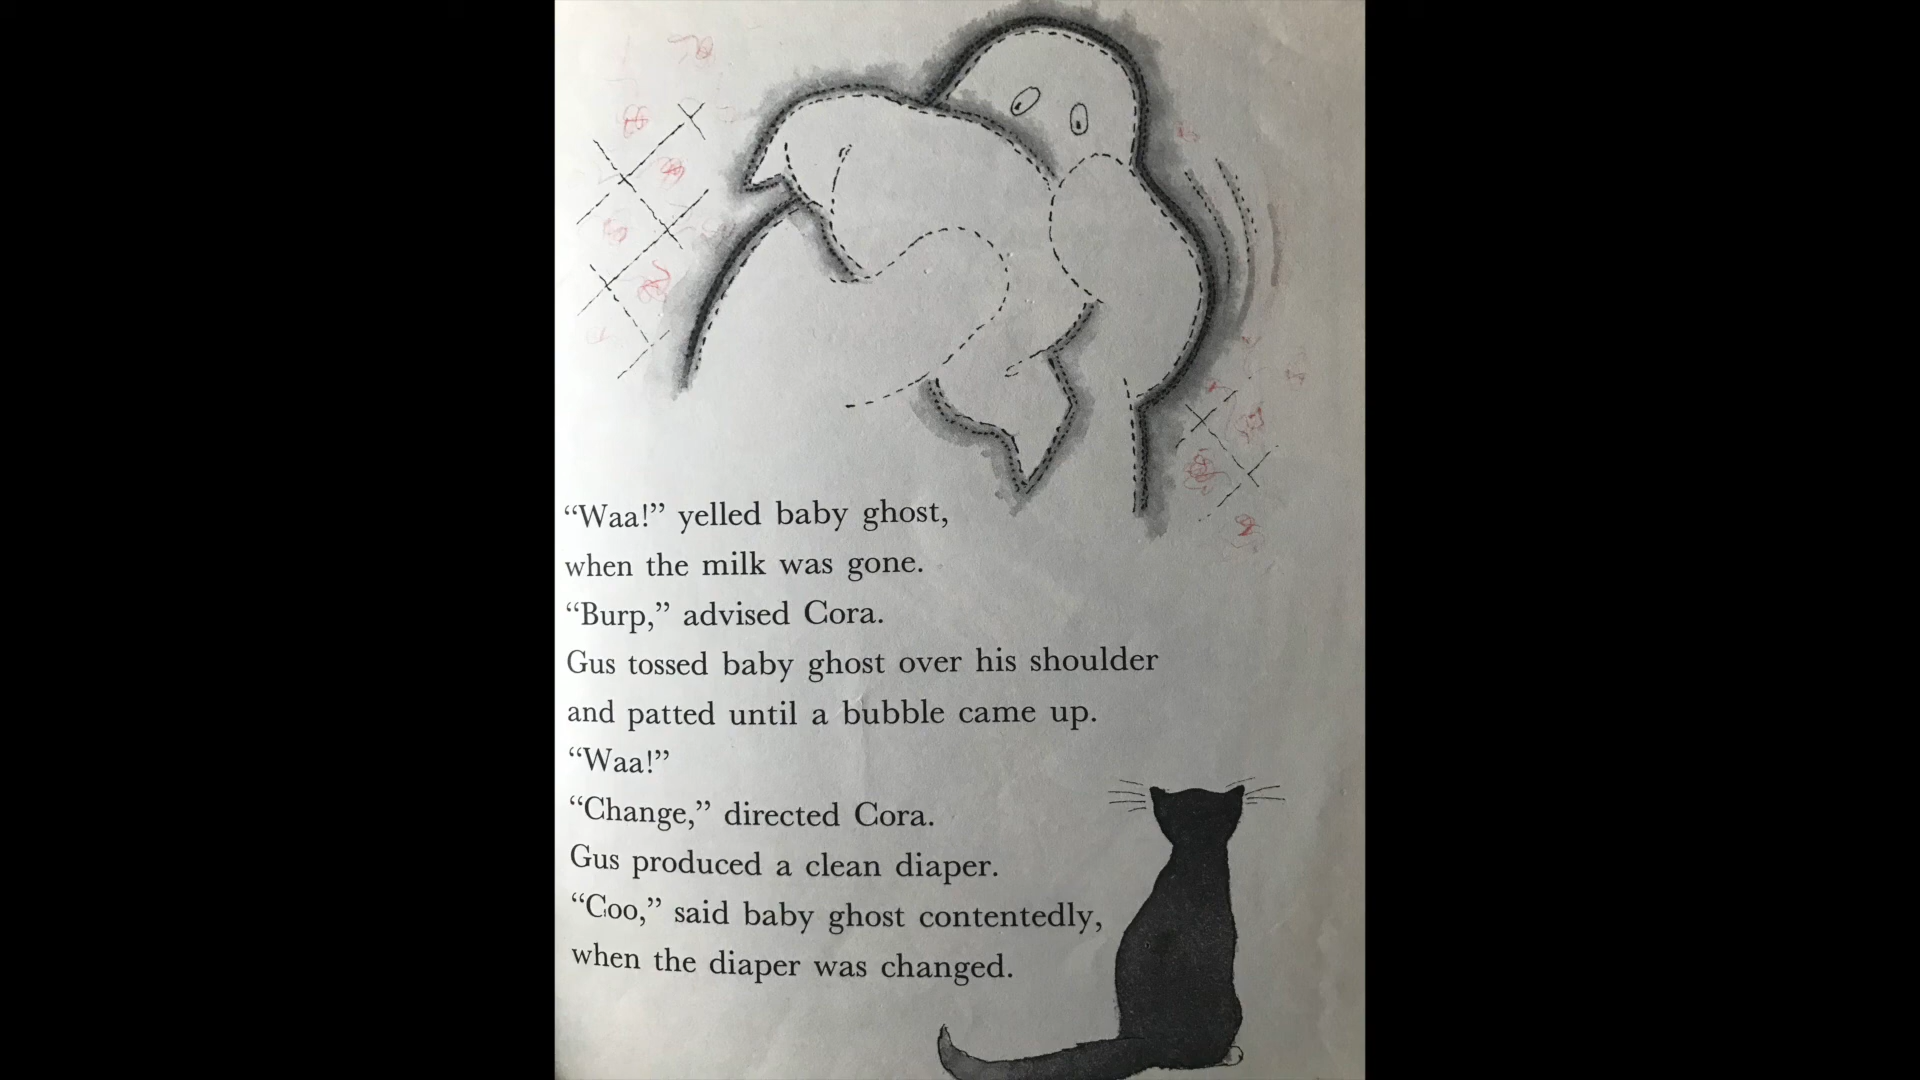 “Waa!” yelled baby ghost,
when the milk was gone.
“Burp,” advised Cora.
Gus tossed baby ghost over his shoulder
and patted until a bubble came up.
“Waa!”
“Change,” directed Cora.
Gus produced a clean diaper.
“Coo,” said baby ghost contentedly,
when the diaper was changed.